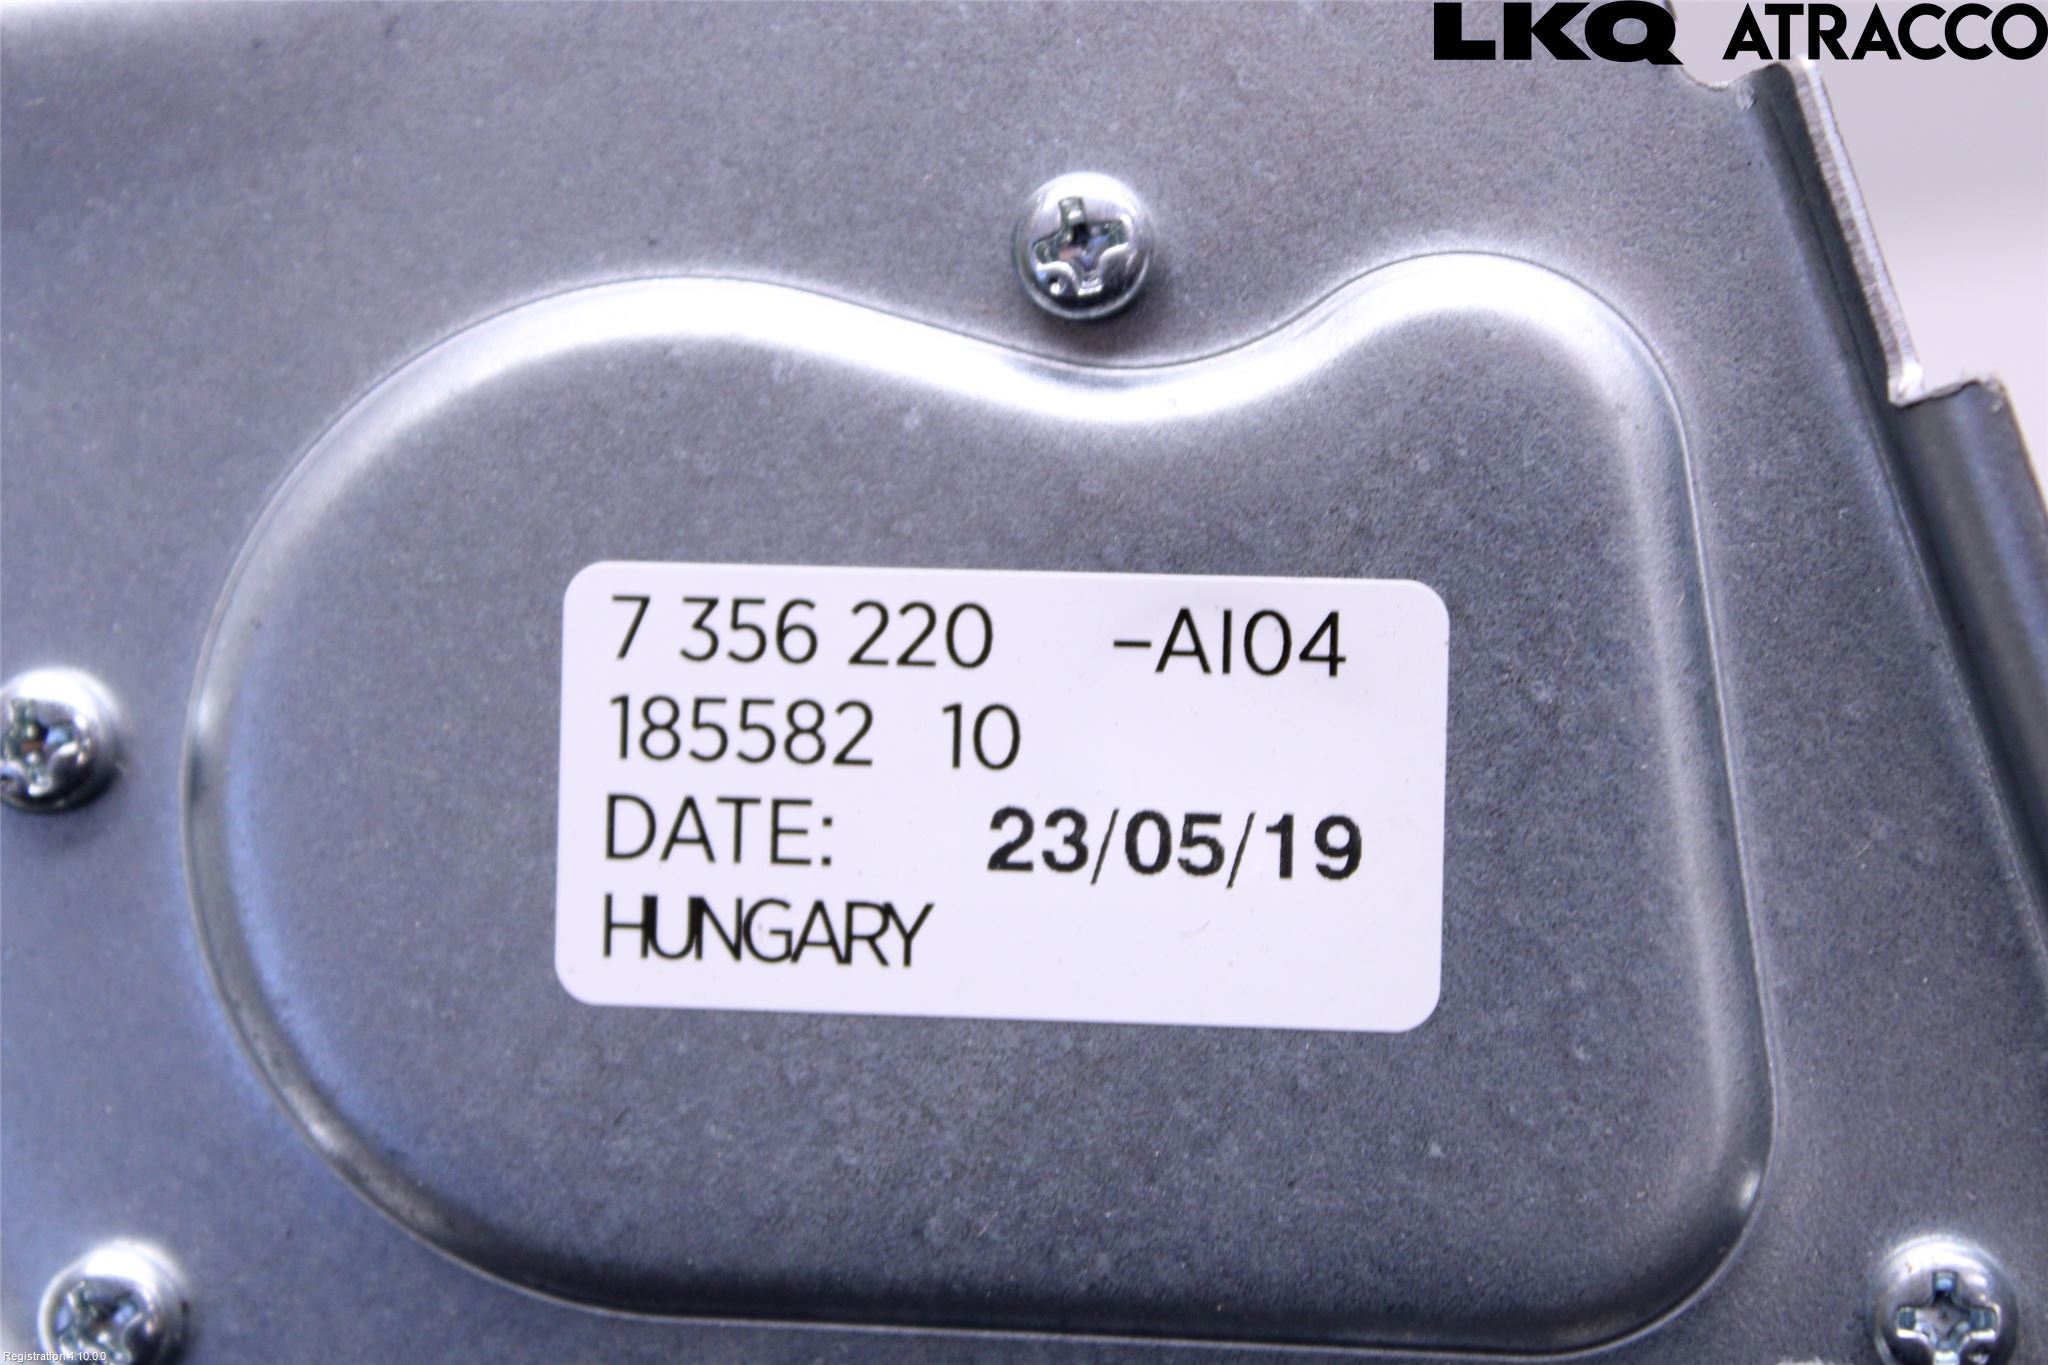 LKQ ATRACCO
7 356 220 -AI04
185582 10
DATE: 23/05/19
HUNGARY
Registration 4.10.0.0